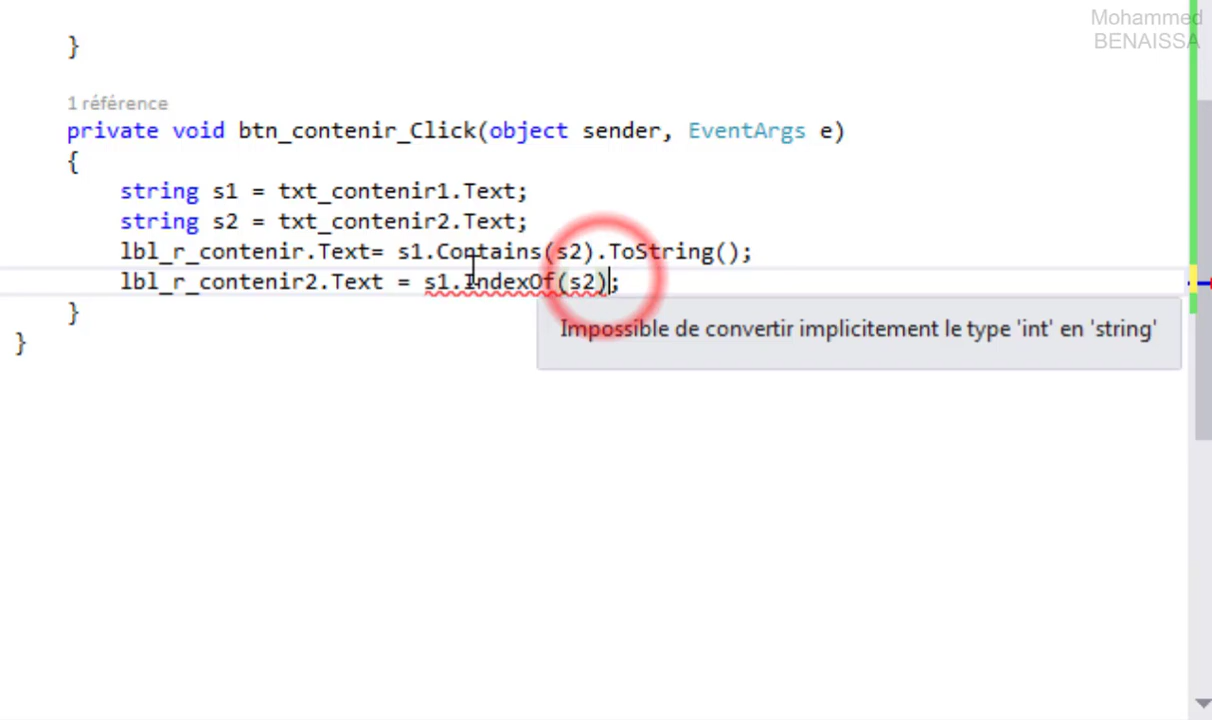 Mohammed
BENAISSA
}
1 référence
private void btn_contenir_Click(object sender, EventArgs e)
{
string s1 = txt_contenir1.Text;
string s2 = txt_contenir2.Text;
lbl_r_contenir.Text= s1.Contains(s2).ToString();
lbl_r_contenir2.Text = s1.IndexOf(s2);
Impossible de convertir implicitement le type 'int' en 'string'
}
}